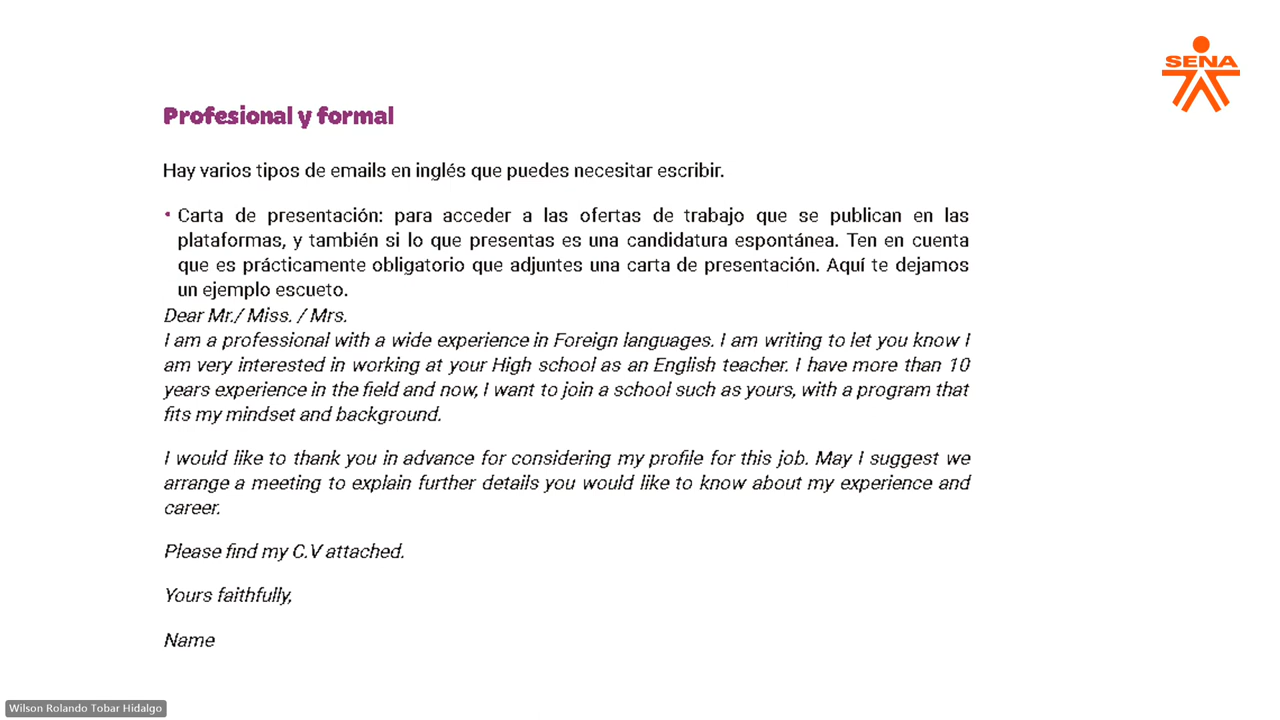 SENA
Profesional y formal
Hay varios tipos de emails en inglés que puedes necesitar escribir.
• Carta de presentación: para acceder a las ofertas de trabajo que se publican en las
plataformas, y también si lo que presentas es una candidatura espontánea. Ten en cuenta
que es prácticamente obligatorio que adjuntes una carta de presentación. Aquí te dejamos
un ejemplo escueto.
Dear Mr./ Miss. / Mrs.
I am a professional with a wide experience in Foreign languages. I am writing to let you know I
am very interested in working at your High school as an English teacher. I have more than 10
years experience in the field and now, I want to join a school such as yours, with a program that
fits my mindset and background.
I would like to thank you in advance for considering my profile for this job. May I suggest we
arrange a meeting to explain further details you would like to know about my experience and
career.
Please find my C.V attached.
Yours faithfully,
Name
Wilson Rolando Tobar Hidalgo